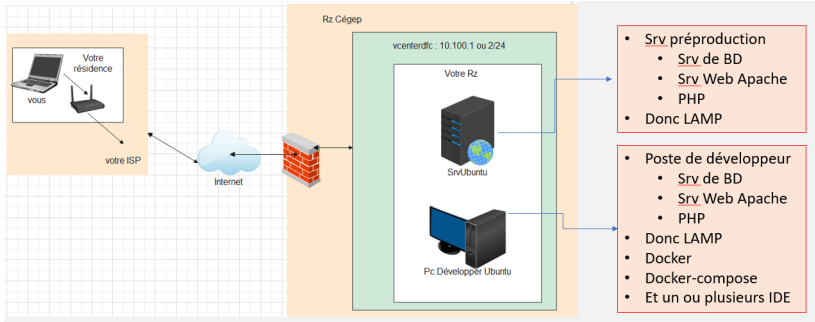 Rz Cégep
vcenterdfc : 10.100.1 ou 2/24
Votre
résidence
vous
votre ISP
Internet
Votre Rz
SrvUbuntu
Pc Développer Ubuntu
• Srv préproduction
• Srv de BD
• Srv Web Apache
• PHP
• Donc LAMP
• Poste de développeur
• Srv de BD
• Srv Web Apache
• PHP
• Donc LAMP
• Docker
• Docker-compose
• Et un ou plusieurs IDE